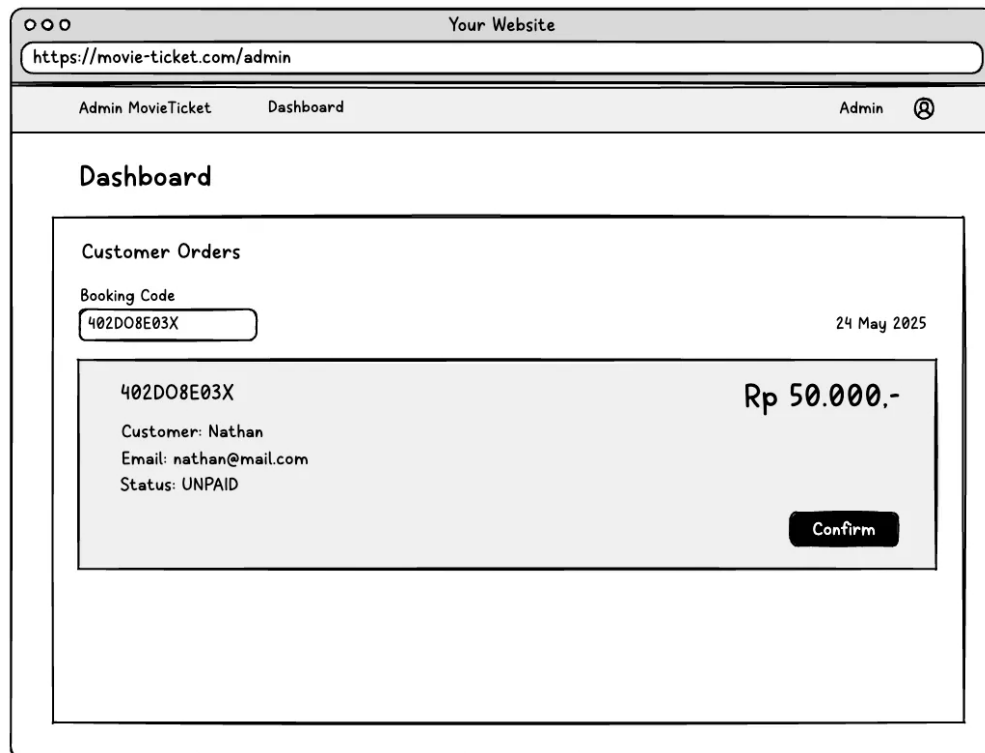 Your Website
https://movie-ticket.com/admin
Admin MovieTicket Dashboard Admin
Dashboard
Customer Orders
Booking Code
402DO8E03X 24 May 2025
402DO8E03X Rp 50.000,-
Customer: Nathan
Email: nathan@mail.com
Status: UNPAID
Confirm